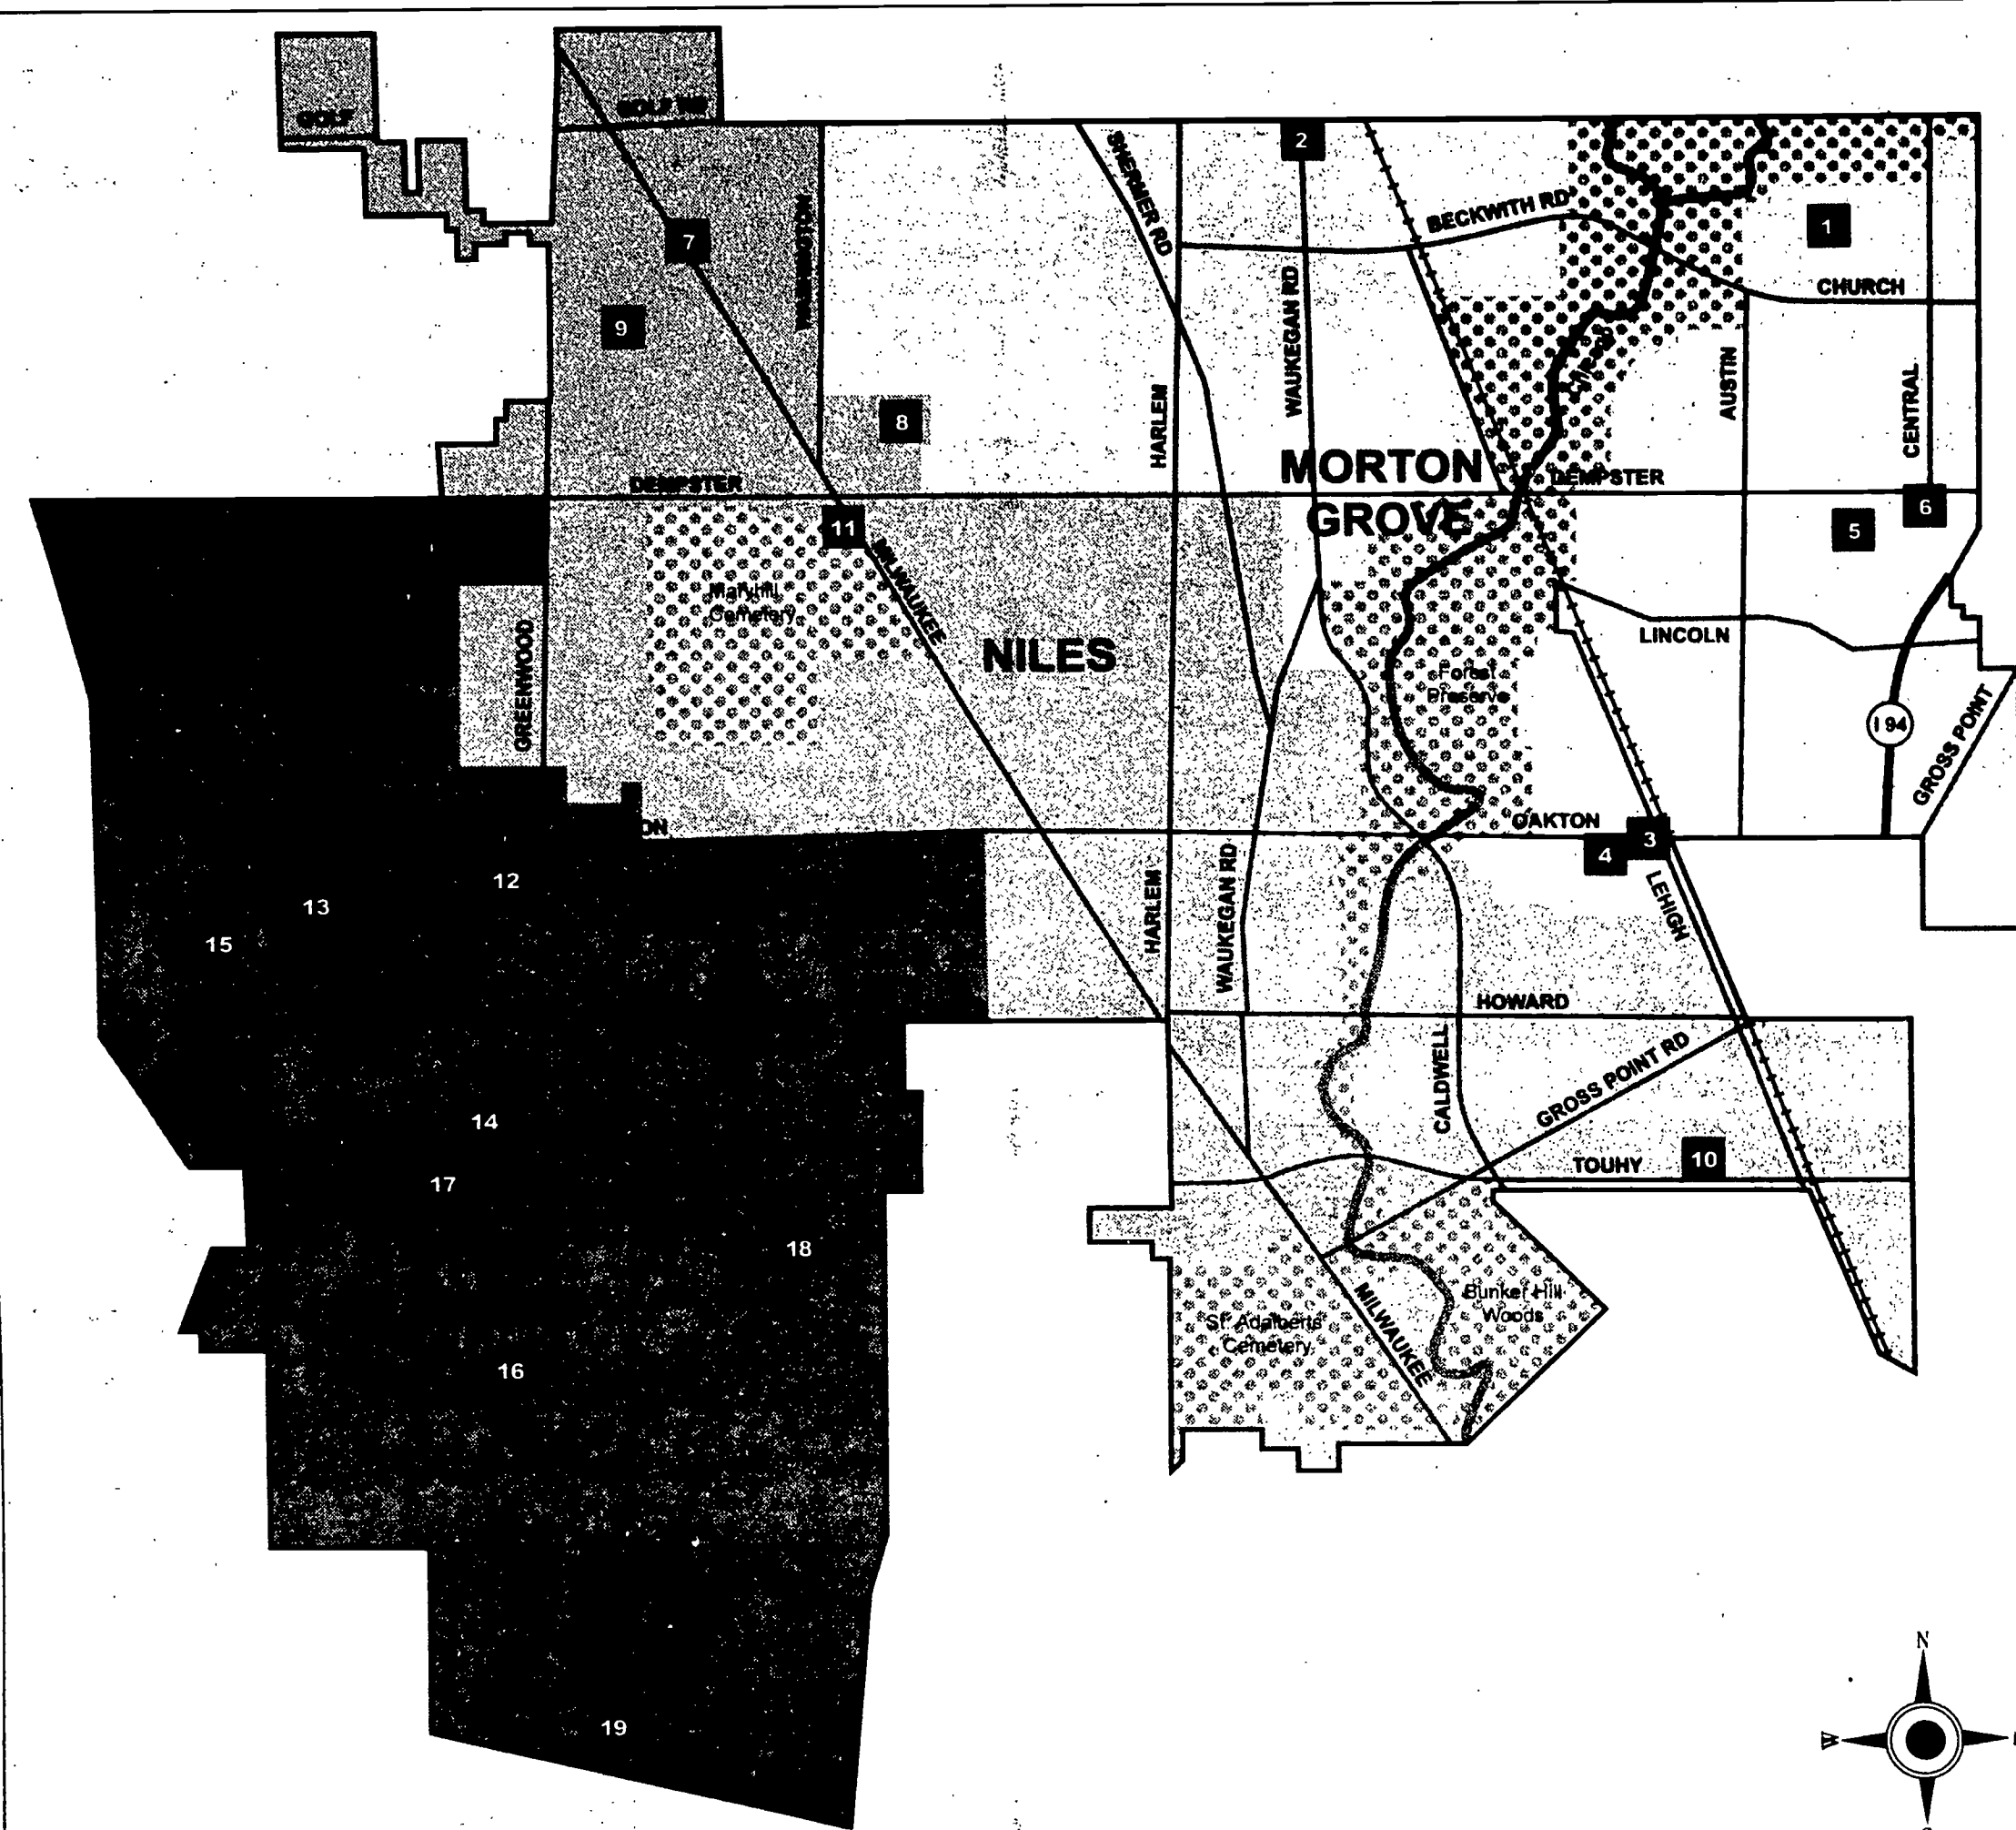 GOLF
GOLF RD
2
SHERMER RD
BECKWITH RD
1
7
WASHINGTON
CHURCH
9
WAUKEGAN RD
HARLEM
AUSTIN
CENTRAL
8
MORTON
GROVE
DEMPSTER
DEMPSTER
6
5
11
MILWAUKEE
Maryhill
Cemetery
GREENWOOD
NILES
LINCOLN
Forest
Preserve
I 94
GROSS POINT
OAKTON
3
4
LEHIGH
12
13
15
HARLEM
WAUKEGAN RD
HOWARD
CALDWELL
GROSS POINT RD
14
17
TOUHY
10
18
Bunker Hill
Woods
St. Adalberts
Cemetery
MILWAUKEE
16
19
N
W